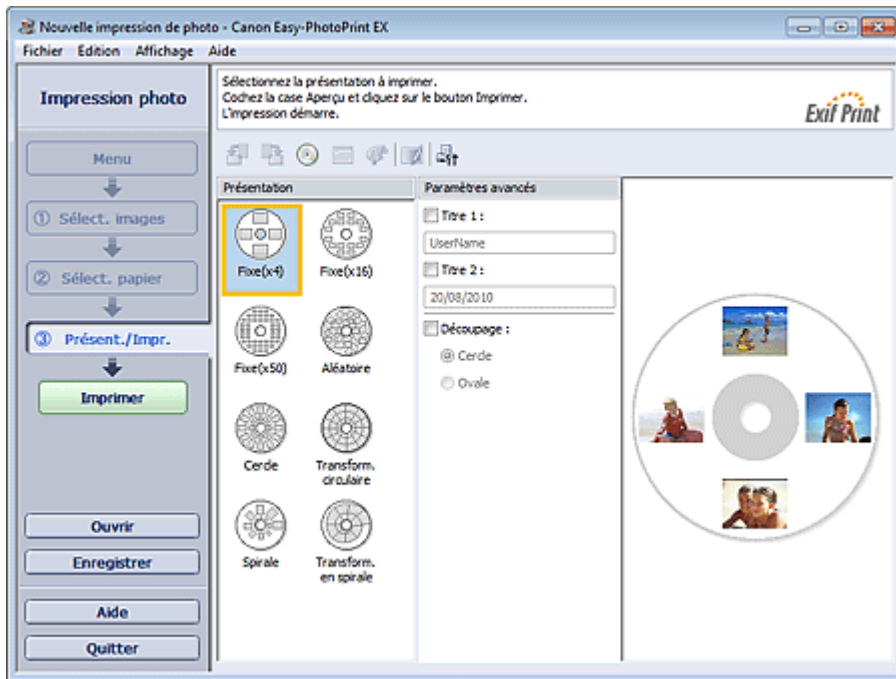 Nouvelle impression de photo - Canon Easy-PhotoPrint EX
Fichier Edition Affichage Aide
Impression photo
Sélectionnez la présentation à imprimer.
Cochez la case Aperçu et cliquez sur le bouton Imprimer.
L'impression démarre.
Exif Print
Menu
① Sélect. images
② Sélect. papier
③ Présent./Impr.
Imprimer
Ouvrir
Enregistrer
Aide
Quitter
Présentation
Fixe(x4)
Fixe(x16)
Fixe(x50)
Aléatoire
Cercle
Transform.
circulaire
Spirale
Transform.
en spirale
Paramètres avancés
Titre 1 :
UserName
Titre 2 :
20/08/2010
Découpage :
Cercle
Ovale